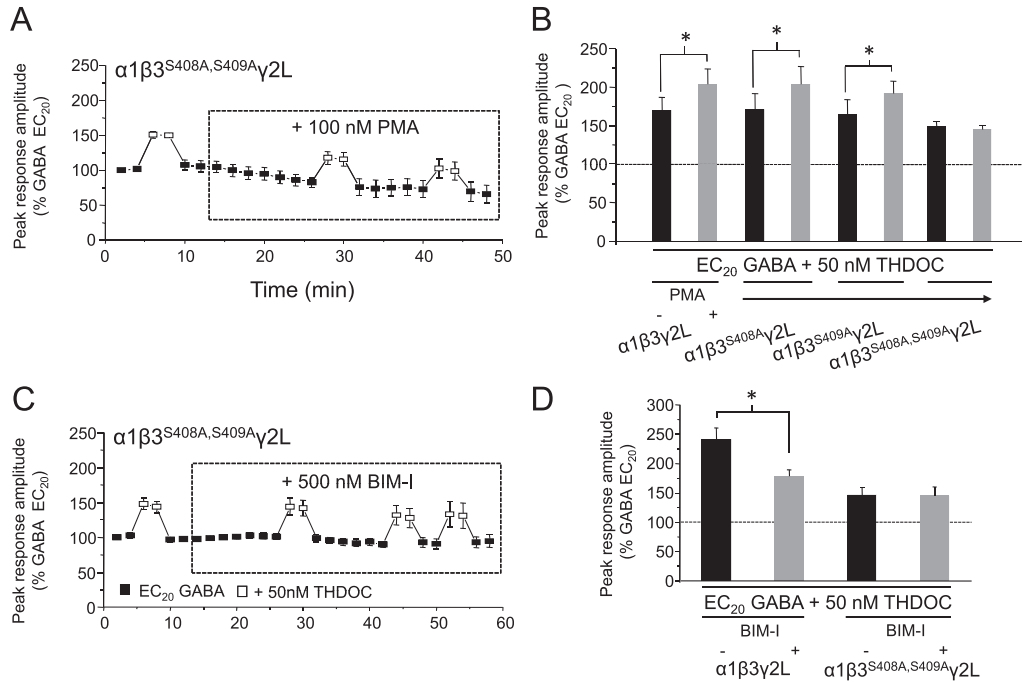 A
α1β3S408A,S409Aγ2L
Peak response amplitude
(% GABA EC20)
250
200
150
100
50
0
+ 100 nM PMA
0 10 20 30 40 50
Time (min)
B
Peak response amplitude
(% GABA EC20)
250
200
150
100
50
0
* * *
EC20 GABA + 50 nM THDOC
PMA
- +
α1β3γ2L
α1β3S408Aγ2L
α1β3S409Aγ2L
α1β3S408A,S409Aγ2L
C
α1β3S408A,S409Aγ2L
Peak response amplitude
(% GABA EC20)
250
200
150
100
50
0
+ 500 nM BIM-I
EC20 GABA + 50nM THDOC
0 10 20 30 40 50 60
D
Peak response amplitude
(% GABA EC20)
300
250
200
150
100
50
0
*
EC20 GABA + 50 nM THDOC
BIM-I BIM-I
- + - +
α1β3γ2L α1β3S408A,S409Aγ2L